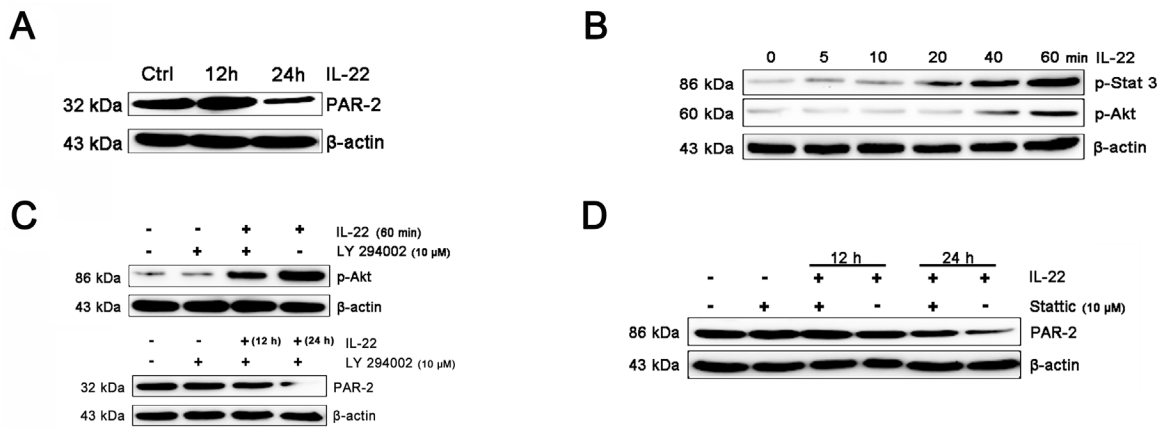 A
Ctrl 12h 24h IL-22
32 kDa PAR-2
43 kDa β-actin
B
0 5 10 20 40 60 min IL-22
86 kDa p-Stat 3
60 kDa p-Akt
43 kDa β-actin
C
- - + + IL-22 (60 min)
- + + - LY 294002 (10 µM)
86 kDa p-Akt
43 kDa β-actin
- - +(12 h) +(24 h) IL-22
- + + + LY 294002 (10 µM)
32 kDa PAR-2
43 kDa β-actin
D
12 h 24 h
- - + + + + IL-22
- + + - + - Stattic (10 µM)
86 kDa PAR-2
43 kDa β-actin